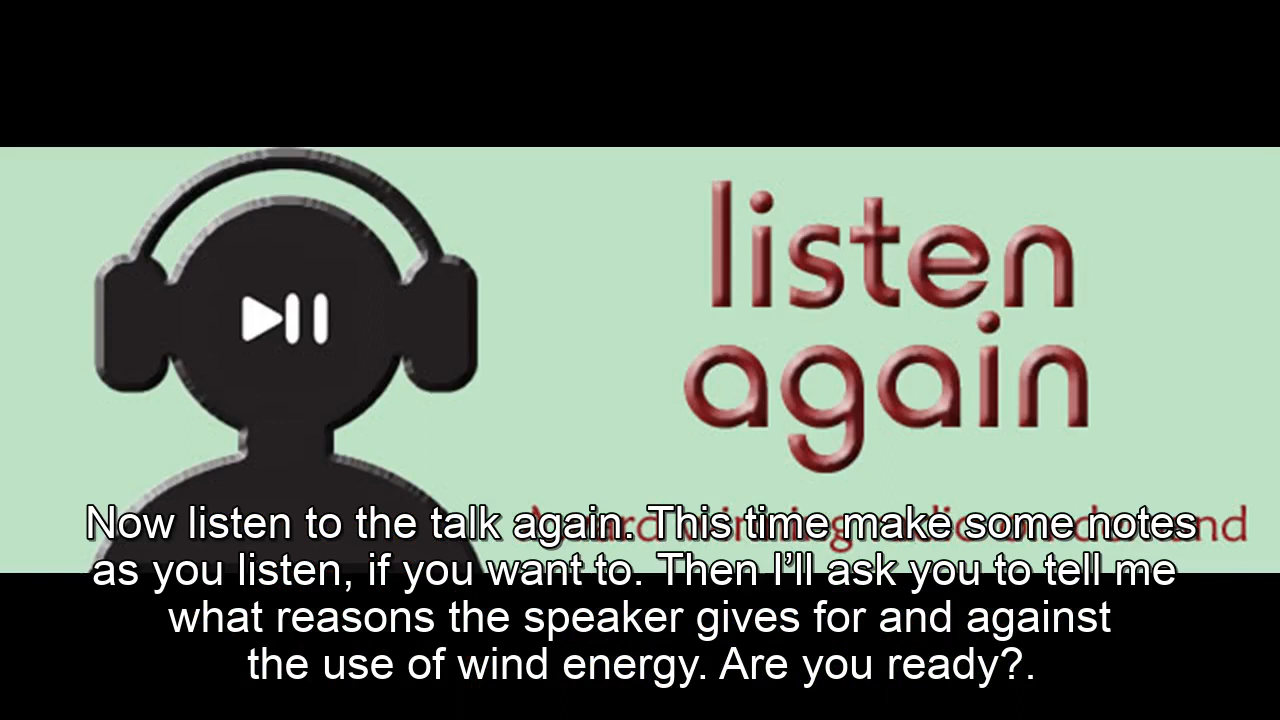 listen
again
Now listen to the talk again. This time make some notes
as you listen, if you want to. Then I’ll ask you to tell me
what reasons the speaker gives for and against
the use of wind energy. Are you ready?.